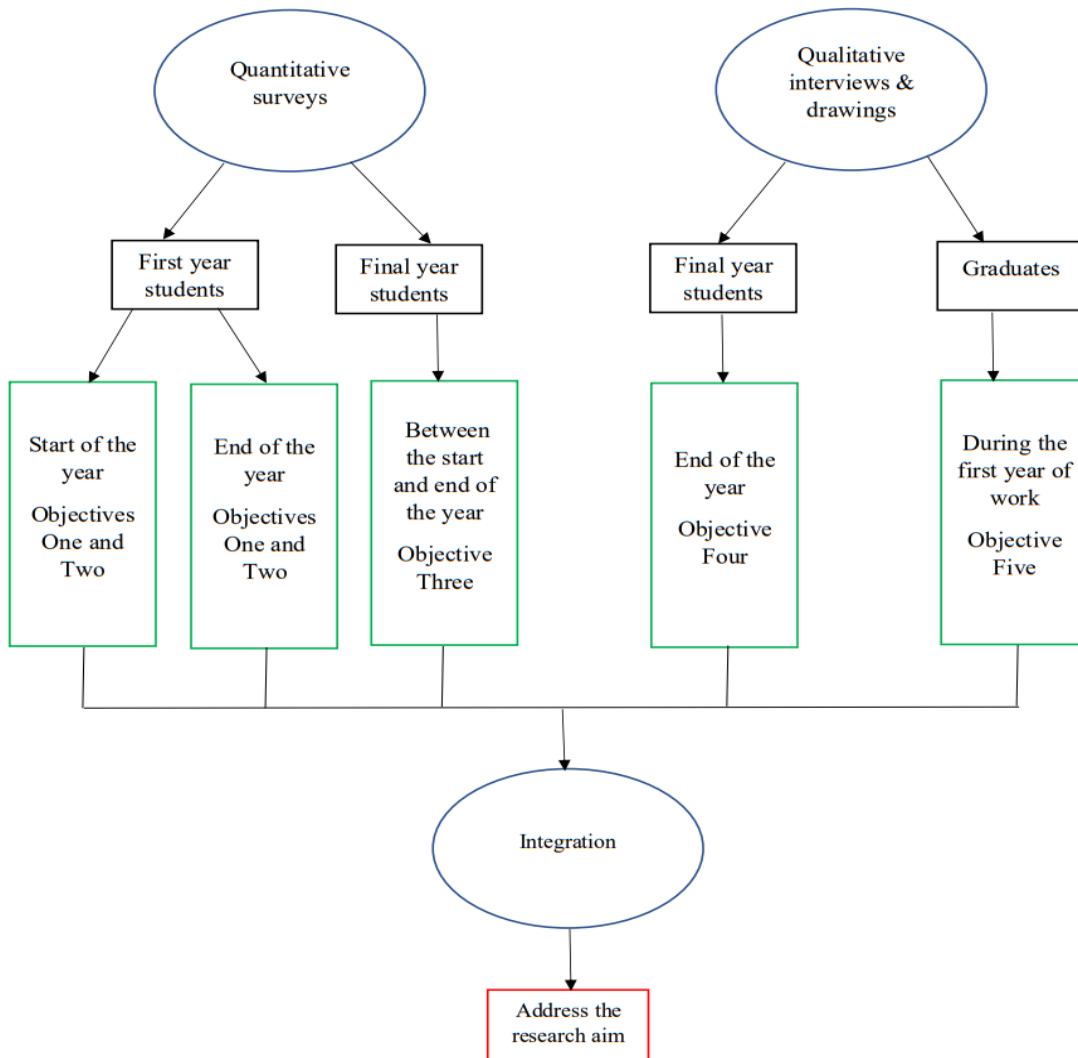 Quantitative
surveys
Qualitative
interviews &
drawings
First year
students
Final year
students
Final year
students
Graduates
Start of the
year
Objectives
One and
Two
End of the
year
Objectives
One and
Two
Between
the start
and end of
the year
Objective
Three
End of the
year
Objective
Four
During the
first year of
work
Objective
Five
Integration
Address the
research aim